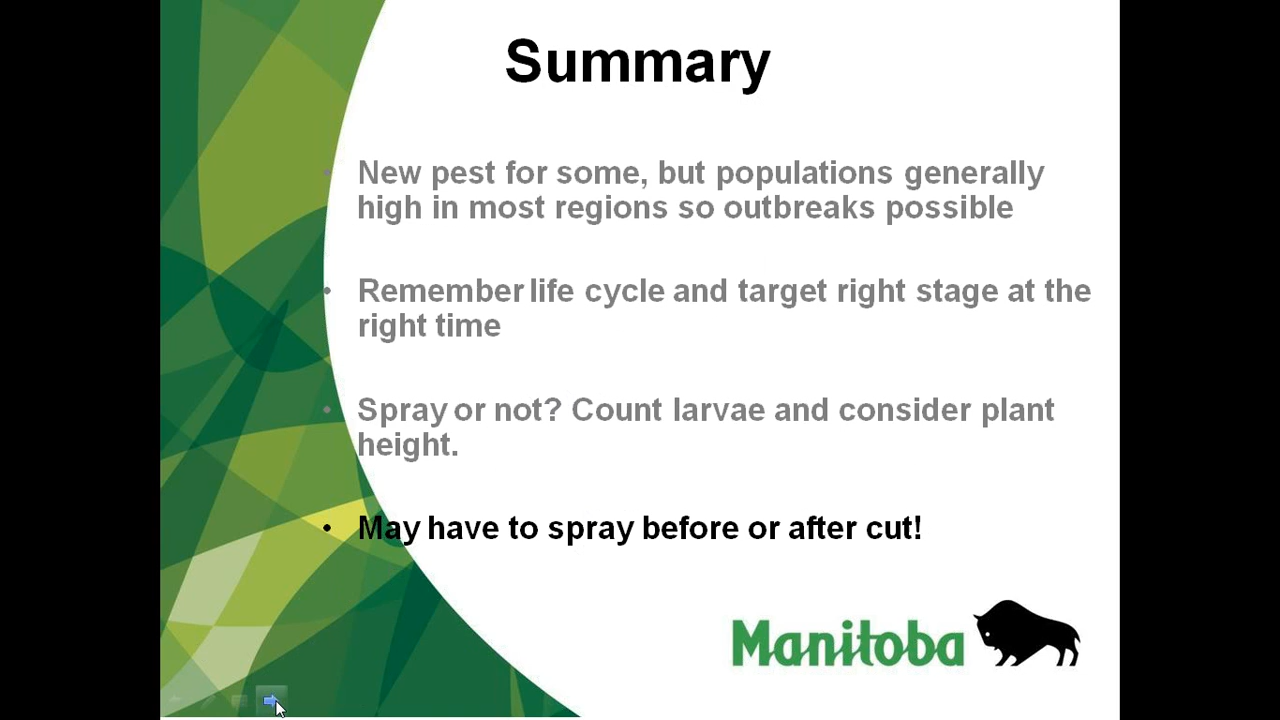 Summary
• New pest for some, but populations generally
high in most regions so outbreaks possible
• Remember life cycle and target right stage at the
right time
• Spray or not? Count larvae and consider plant
height.
• May have to spray before or after cut!
Manitoba